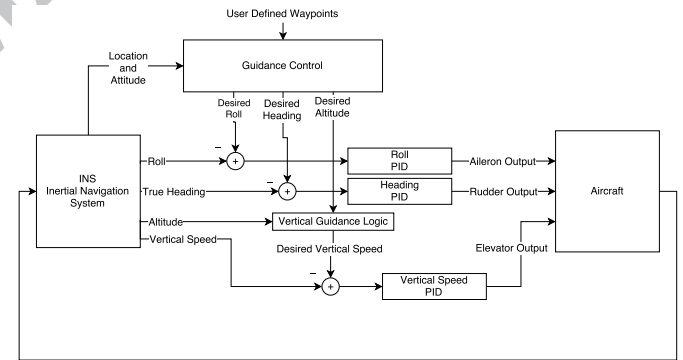 User Defined Waypoints
Guidance Control
Location
and
Attitude
Desired
Roll
Desired
Heading
Desired
Altitude
INS
Inertial Navigation
System
Roll
True Heading
Altitude
Vertical Speed
−
+
−
+
Roll
PID
Heading
PID
Aileron Output
Rudder Output
Aircraft
Vertical Guidance Logic
Desired Vertical Speed
Elevator Output
−
+
Vertical Speed
PID